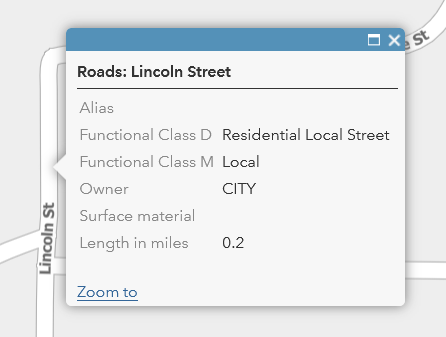 e St
Roads: Lincoln Street
Alias
Functional Class D Residential Local Street
Functional Class M Local
Owner CITY
Surface material
Length in miles 0.2
Zoom to
Lincoln St